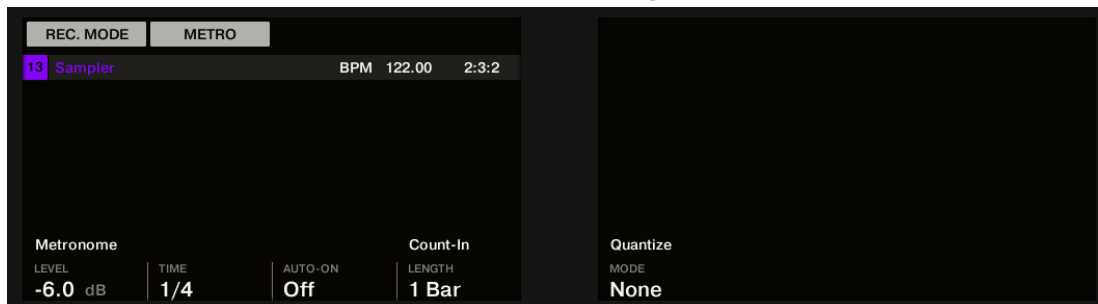 REC. MODE METRO
13 Sampler BPM 122.00 2:3:2
Metronome Count-In Quantize
LEVEL TIME AUTO-ON LENGTH MODE
-6.0 dB 1/4 Off 1 Bar None